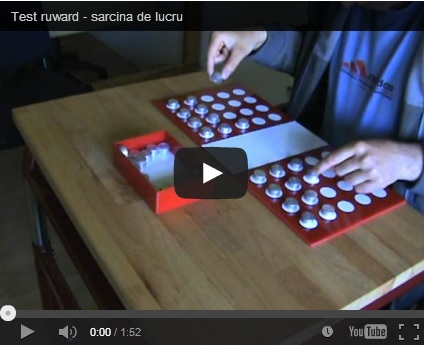 Test ruward - sarcina de lucru
0:00 / 1:52
YouTube